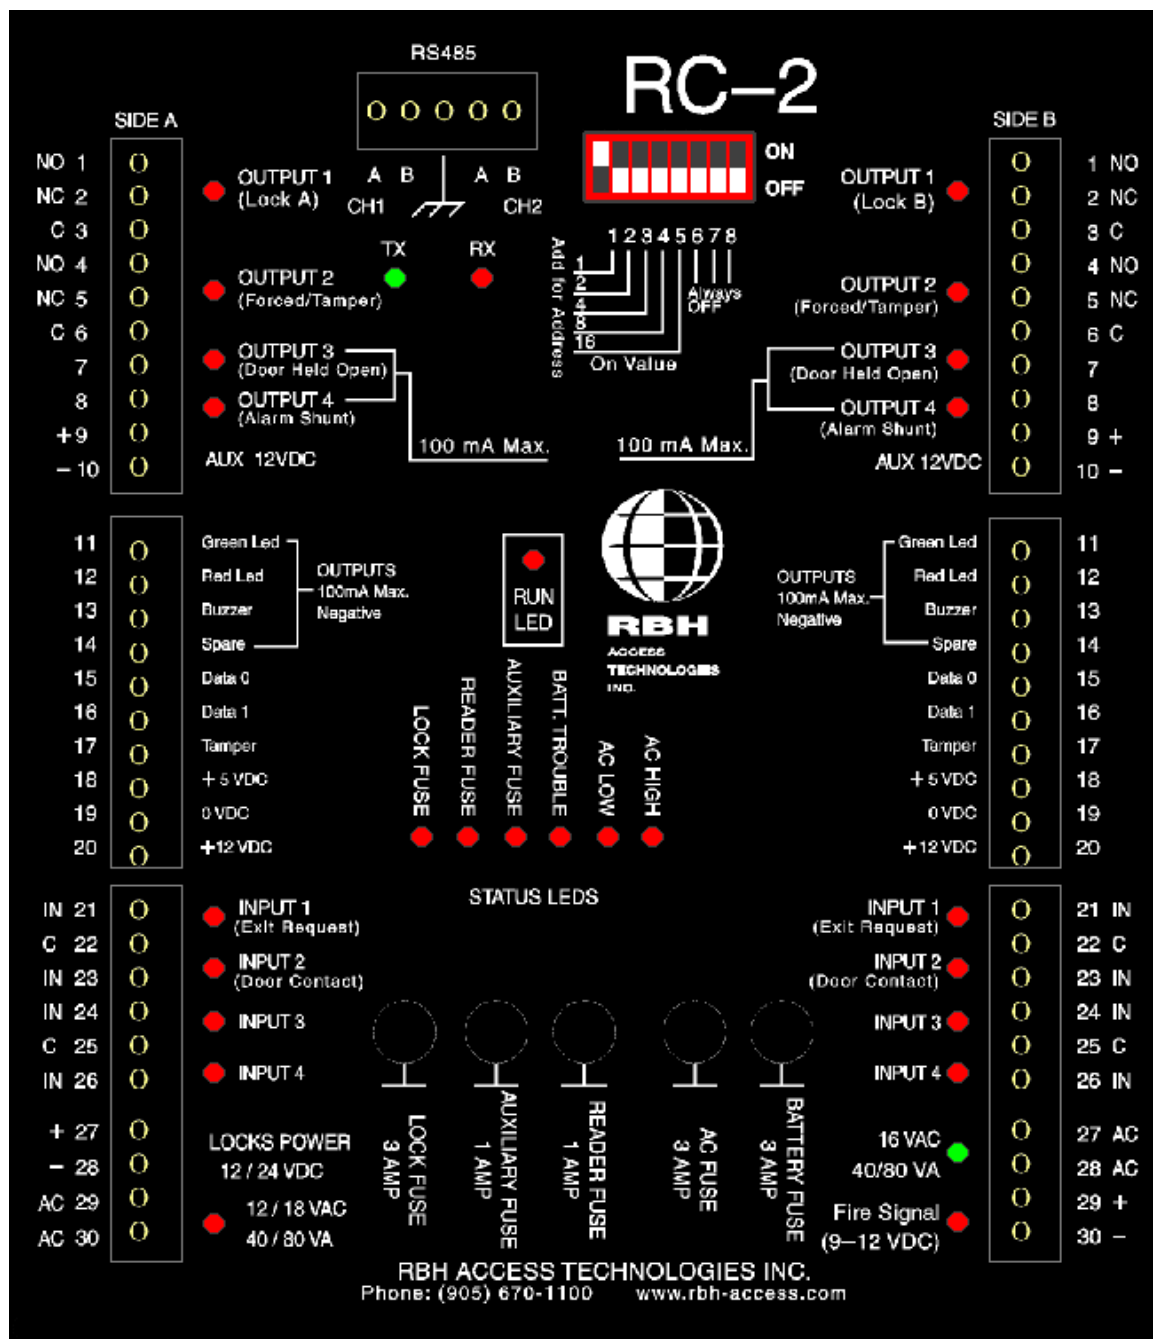 RS485
RC-2
SIDE A
SIDE B
ON
OFF
NO 1
NC 2
C 3
NO 4
NC 5
C 6
7
8
+9
- 10
OUTPUT 1
(Lock A)
OUTPUT 2
(Forced/Tamper)
OUTPUT 3
(Door Held Open)
OUTPUT 4
(Alarm Shunt)
AUX 12VDC
100 mA Max.
A B A B
CH1 CH2
TX RX
1 2 3 4 5 6 7 8
Add for Address
1
2
4
8
16
Always
OFF
On Value
OUTPUT 1
(Lock B)
OUTPUT 2
(Forced/Tamper)
OUTPUT 3
(Door Held Open)
OUTPUT 4
(Alarm Shunt)
100 mA Max.
AUX 12VDC
1 NO
2 NC
3 C
4 NO
5 NC
6 C
7
8
9 +
10 -
11 Green Led
12 Red Led
13 Buzzer
14 Spare
15 Data 0
16 Data 1
17 Tamper
18 + 5 VDC
19 0 VDC
20 +12 VDC
OUTPUTS
100mA Max.
Negative
RUN
LED
RBH
ACCESS
TECHNOLOGIES
INC.
OUTPUTS
100mA Max.
Negative
Green Led 11
Red Led 12
Buzzer 13
Spare 14
Data 0 15
Data 1 16
Tamper 17
+ 5 VDC 18
0 VDC 19
+12 VDC 20
LOCK FUSE
READER FUSE
AUXILIARY FUSE
BATT. TROUBLE
AC LOW
AC HIGH
STATUS LEDS
IN 21
C 22
IN 23
IN 24
C 25
IN 26
+ 27
- 28
AC 29
AC 30
INPUT 1
(Exit Request)
INPUT 2
(Door Contact)
INPUT 3
INPUT 4
LOCKS POWER
12 / 24 VDC
12 / 18 VAC
40 / 80 VA
LOCK FUSE
3 AMP
AUXILIARY FUSE
1 AMP
READER FUSE
1 AMP
AC FUSE
3 AMP
BATTERY FUSE
3 AMP
INPUT 1
(Exit Request)
INPUT 2
(Door Contact)
INPUT 3
INPUT 4
16 VAC
40/80 VA
Fire Signal
(9-12 VDC)
21 IN
22 C
23 IN
24 IN
25 C
26 IN
27 AC
28 AC
29 +
30 -
RBH ACCESS TECHNOLOGIES INC.
Phone: (905) 670-1100 www.rbh-access.com